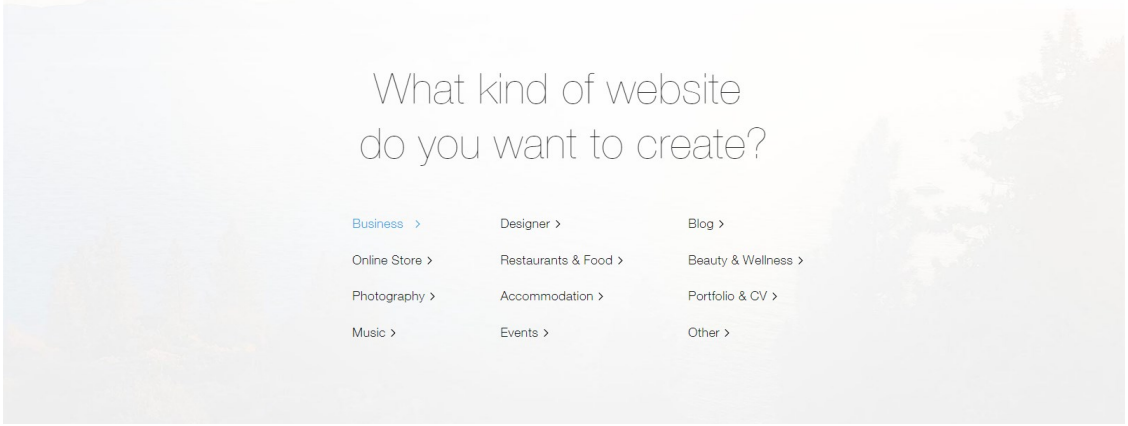 What kind of website
do you want to create?
Business >
Designer >
Blog >
Online Store >
Restaurants & Food >
Beauty & Wellness >
Photography >
Accommodation >
Portfolio & CV >
Music >
Events >
Other >